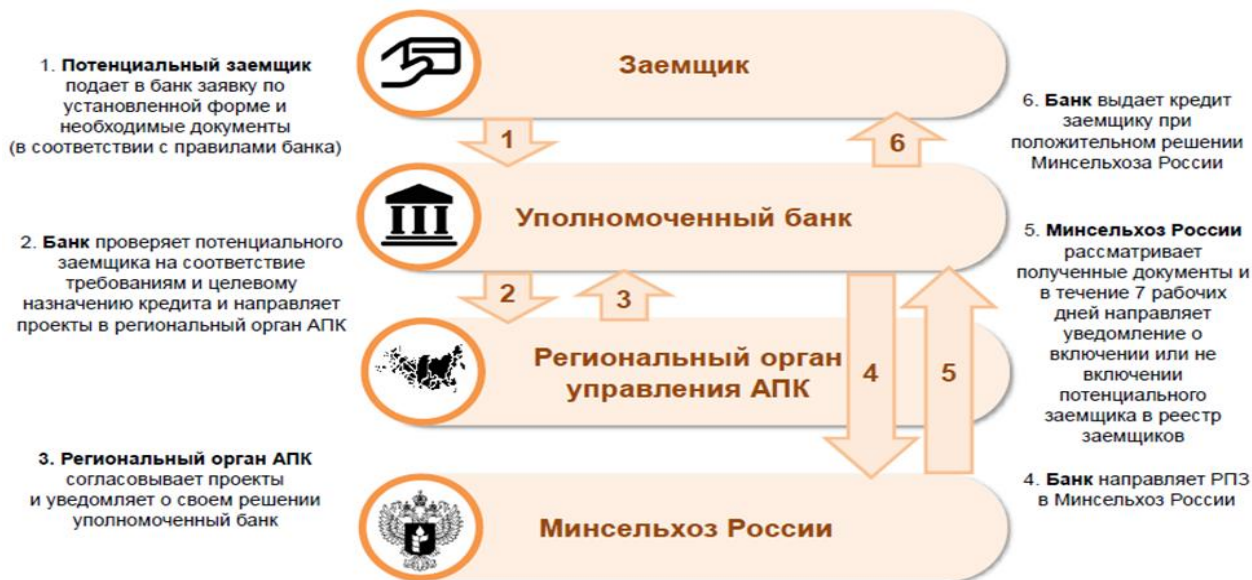 1. Потенциальный заемщик
подает в банк заявку по
установленной форме и
необходимые документы
(в соответствии с правилами банка)
Заемщик
6. Банк выдает кредит
заемщику при
положительном решении
Минсельхоза России
1
6
Уполномоченный банк
2. Банк проверяет потенциального
заемщика на соответствие
требованиям и целевому
назначению кредита и направляет
проекты в региональный орган АПК
5. Минсельхоз России
рассматривает
полученные документы и
в течение 7 рабочих
дней направляет
уведомление о
включении или не
включении
потенциального
заемщика в реестр
заемщиков
2
3
Региональный орган
управления АПК
4
5
3. Региональный орган АПК
согласовывает проекты
и уведомляет о своем решении
уполномоченный банк
4. Банк направляет РПЗ
в Минсельхоз России
Минсельхоз России